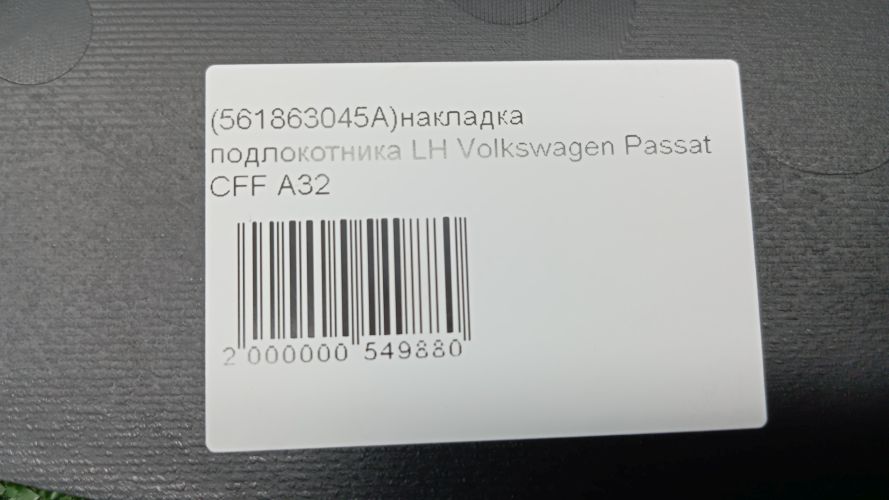 (561863045A)накладка
подлокотника LH Volkswagen Passat
CFF A32
2 000000 549880